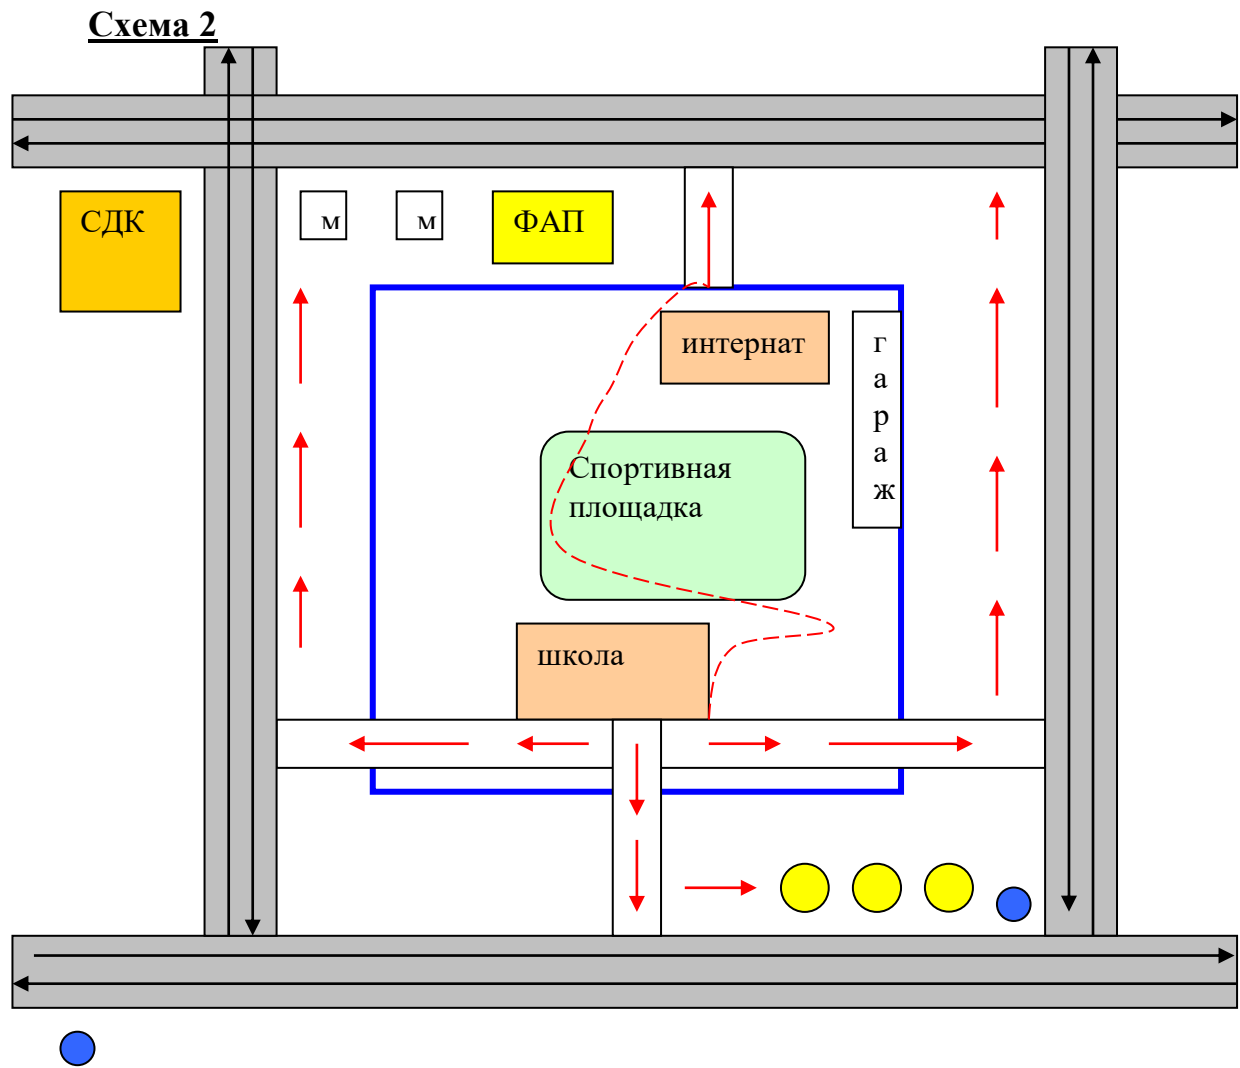 Схема 2
СДК
м
м
ФАП
интернат
г
а
р
а
ж
Спортивная
площадка
школа